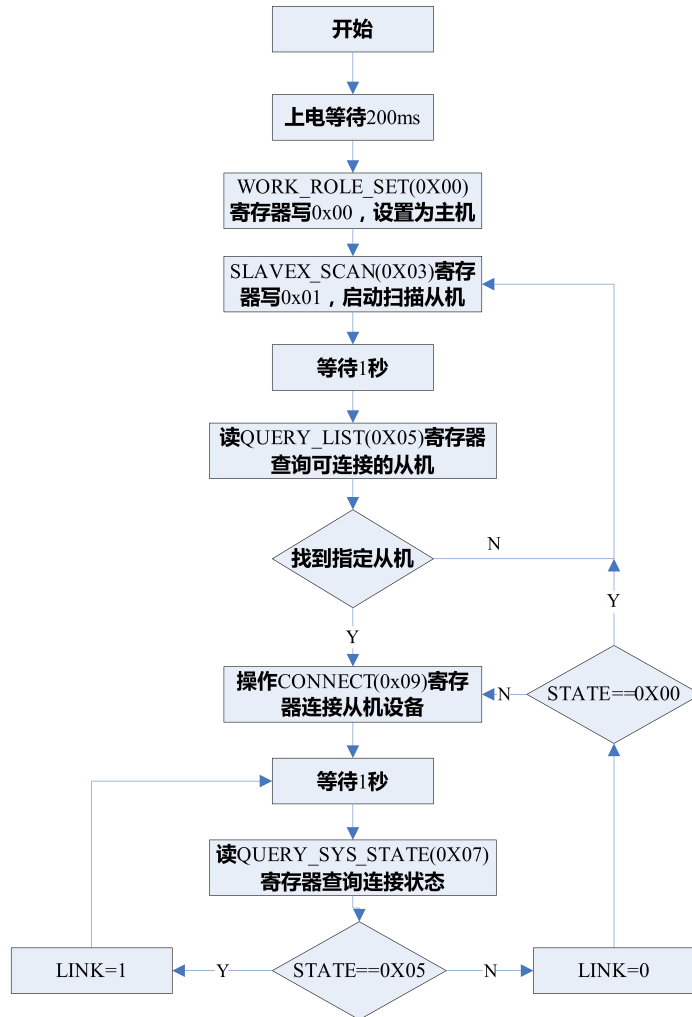 开始
上电等待200ms
WORK_ROLE_SET(0X00)
寄存器写0x00，设置为主机
SLAVEX_SCAN(0X03)寄存
器写0x01，启动扫描从机
等待1秒
读QUERY_LIST(0X05)寄存器
查询可连接的从机
找到指定从机
N
Y
Y
操作CONNECT(0x09)寄存
器连接从机设备
N
STATE==0X00
等待1秒
读QUERY_SYS_STATE(0X07)
寄存器查询连接状态
LINK=1
Y
STATE==0X05
N
LINK=0